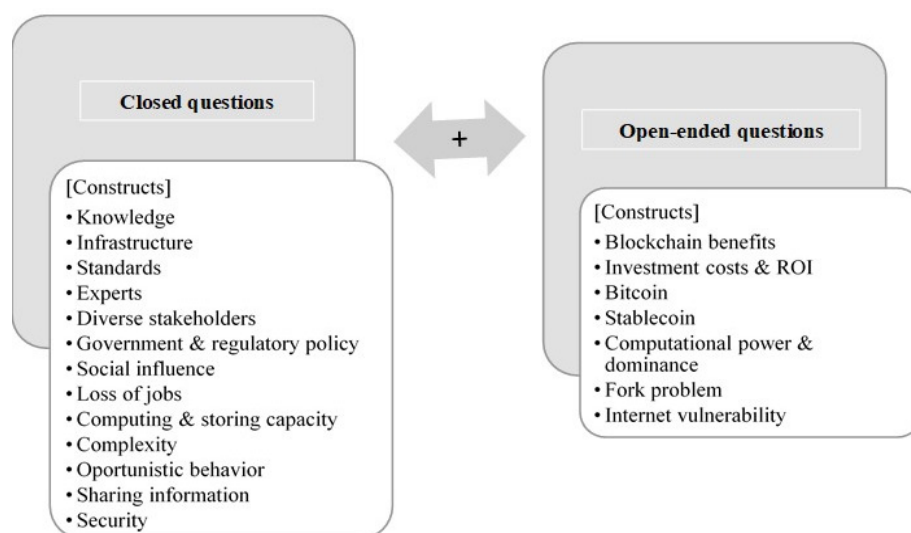 Closed questions
[Constructs]
• Knowledge
• Infrastructure
• Standards
• Experts
• Diverse stakeholders
• Government & regulatory policy
• Social influence
• Loss of jobs
• Computing & storing capacity
• Complexity
• Oportunistic behavior
• Sharing information
• Security
+
Open-ended questions
[Constructs]
• Blockchain benefits
• Investment costs & ROI
• Bitcoin
• Stablecoin
• Computational power &
dominance
• Fork problem
• Internet vulnerability